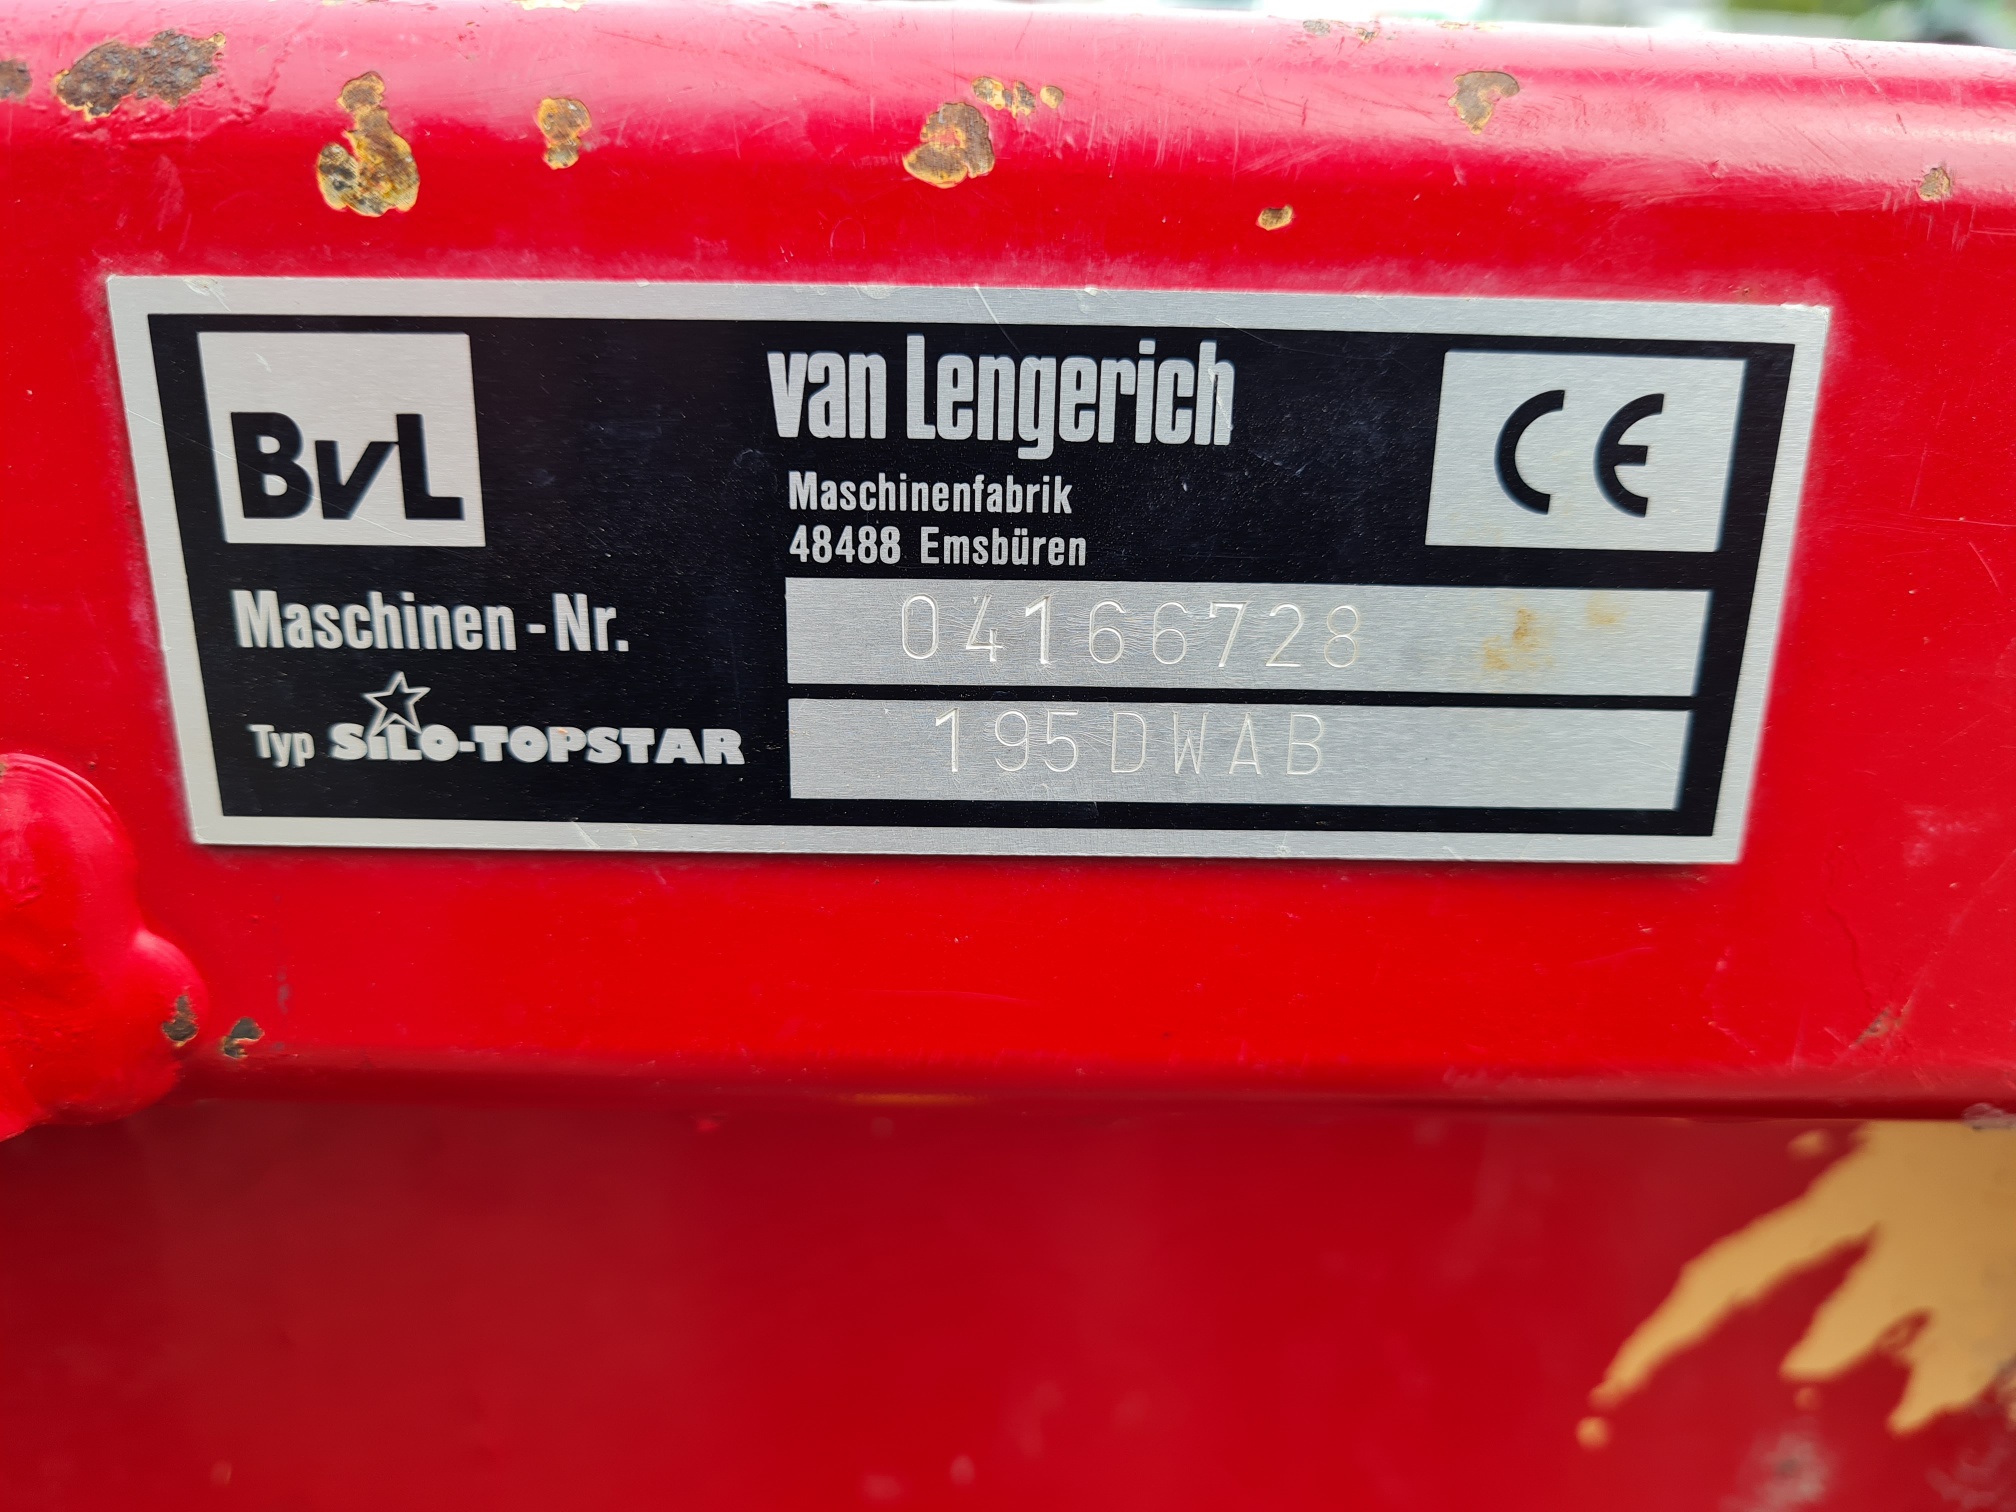 BvL
van Lengerich
CE
Maschinenfabrik
48488 Emsbüren
Maschinen-Nr. 04166728
Typ SILO-TOPSTAR 195DWAB